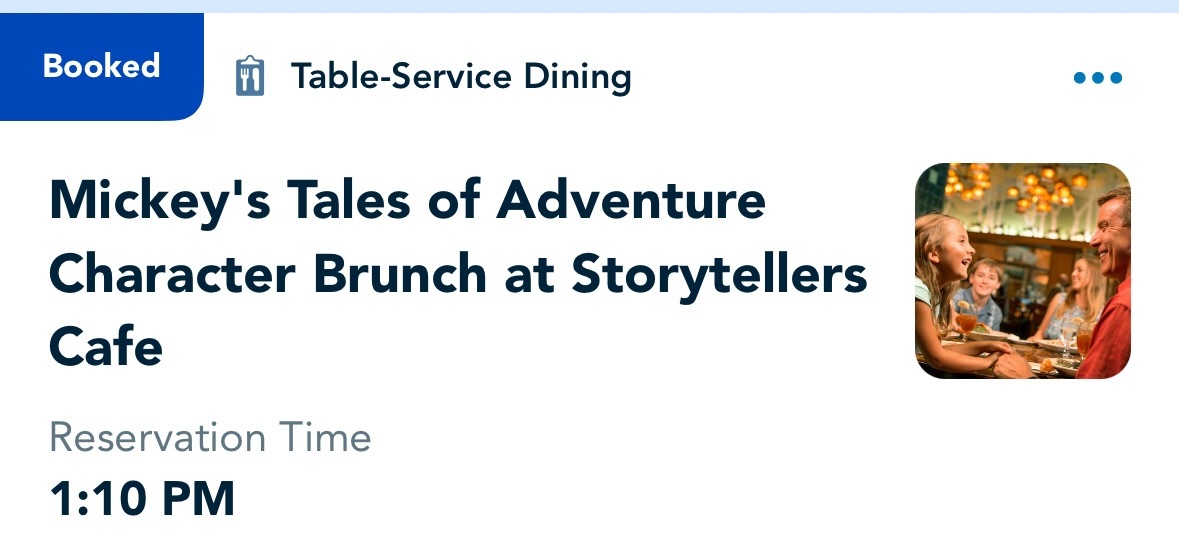 Booked
Table-Service Dining
Mickey's Tales of Adventure
Character Brunch at Storytellers
Cafe
Reservation Time
1:10 PM